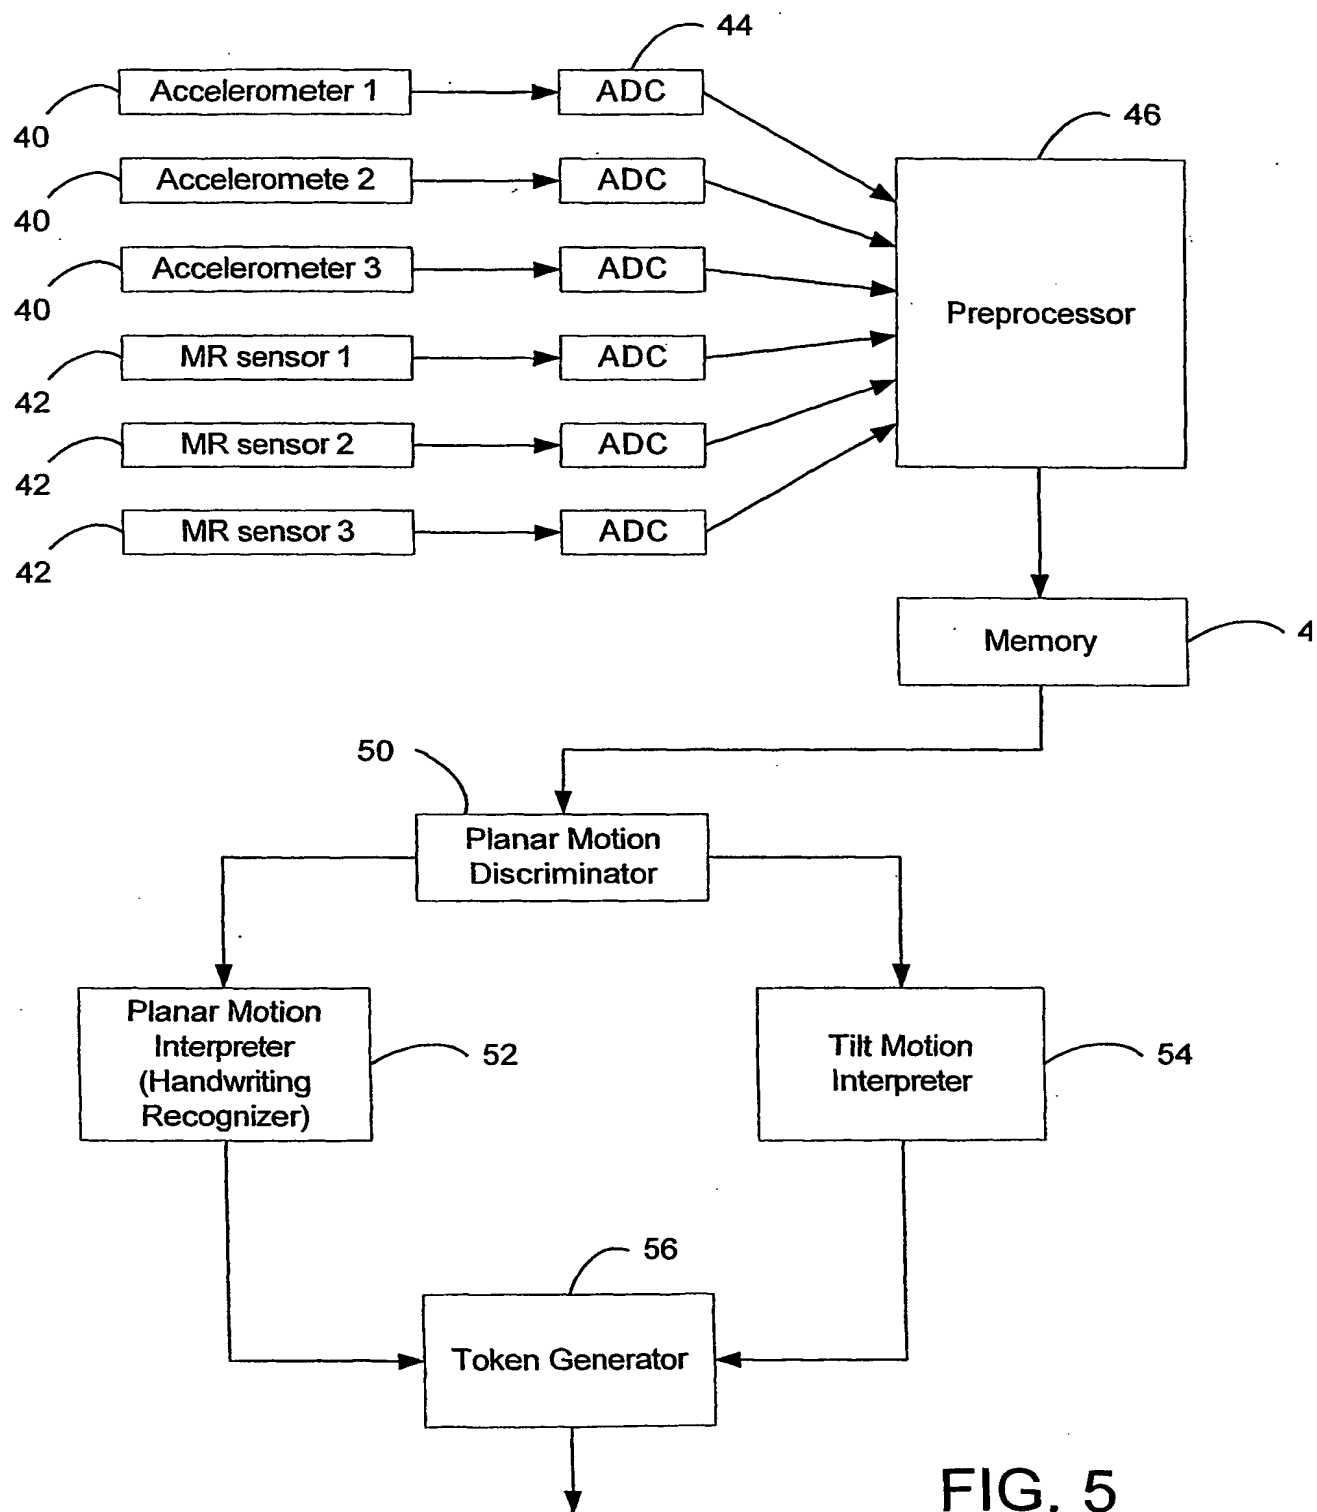 44
Accelerometer 1
ADC
40
46
Acceleromete 2
ADC
40
Accelerometer 3
ADC
40
Preprocessor
MR sensor 1
ADC
42
MR sensor 2
ADC
42
MR sensor 3
ADC
42
Memory
4
50
Planar Motion
Discriminator
Planar Motion
Interpreter
(Handwriting
Recognizer)
52
Tilt Motion
Interpreter
54
56
Token Generator
FIG. 5